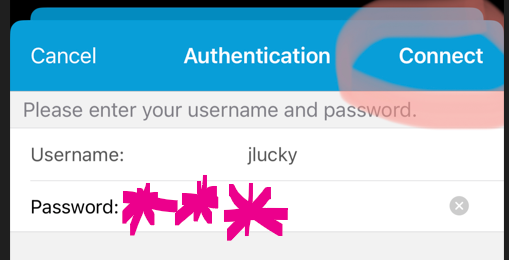 Cancel Authentication Connect
Please enter your username and password.
Username: jlucky
Password: